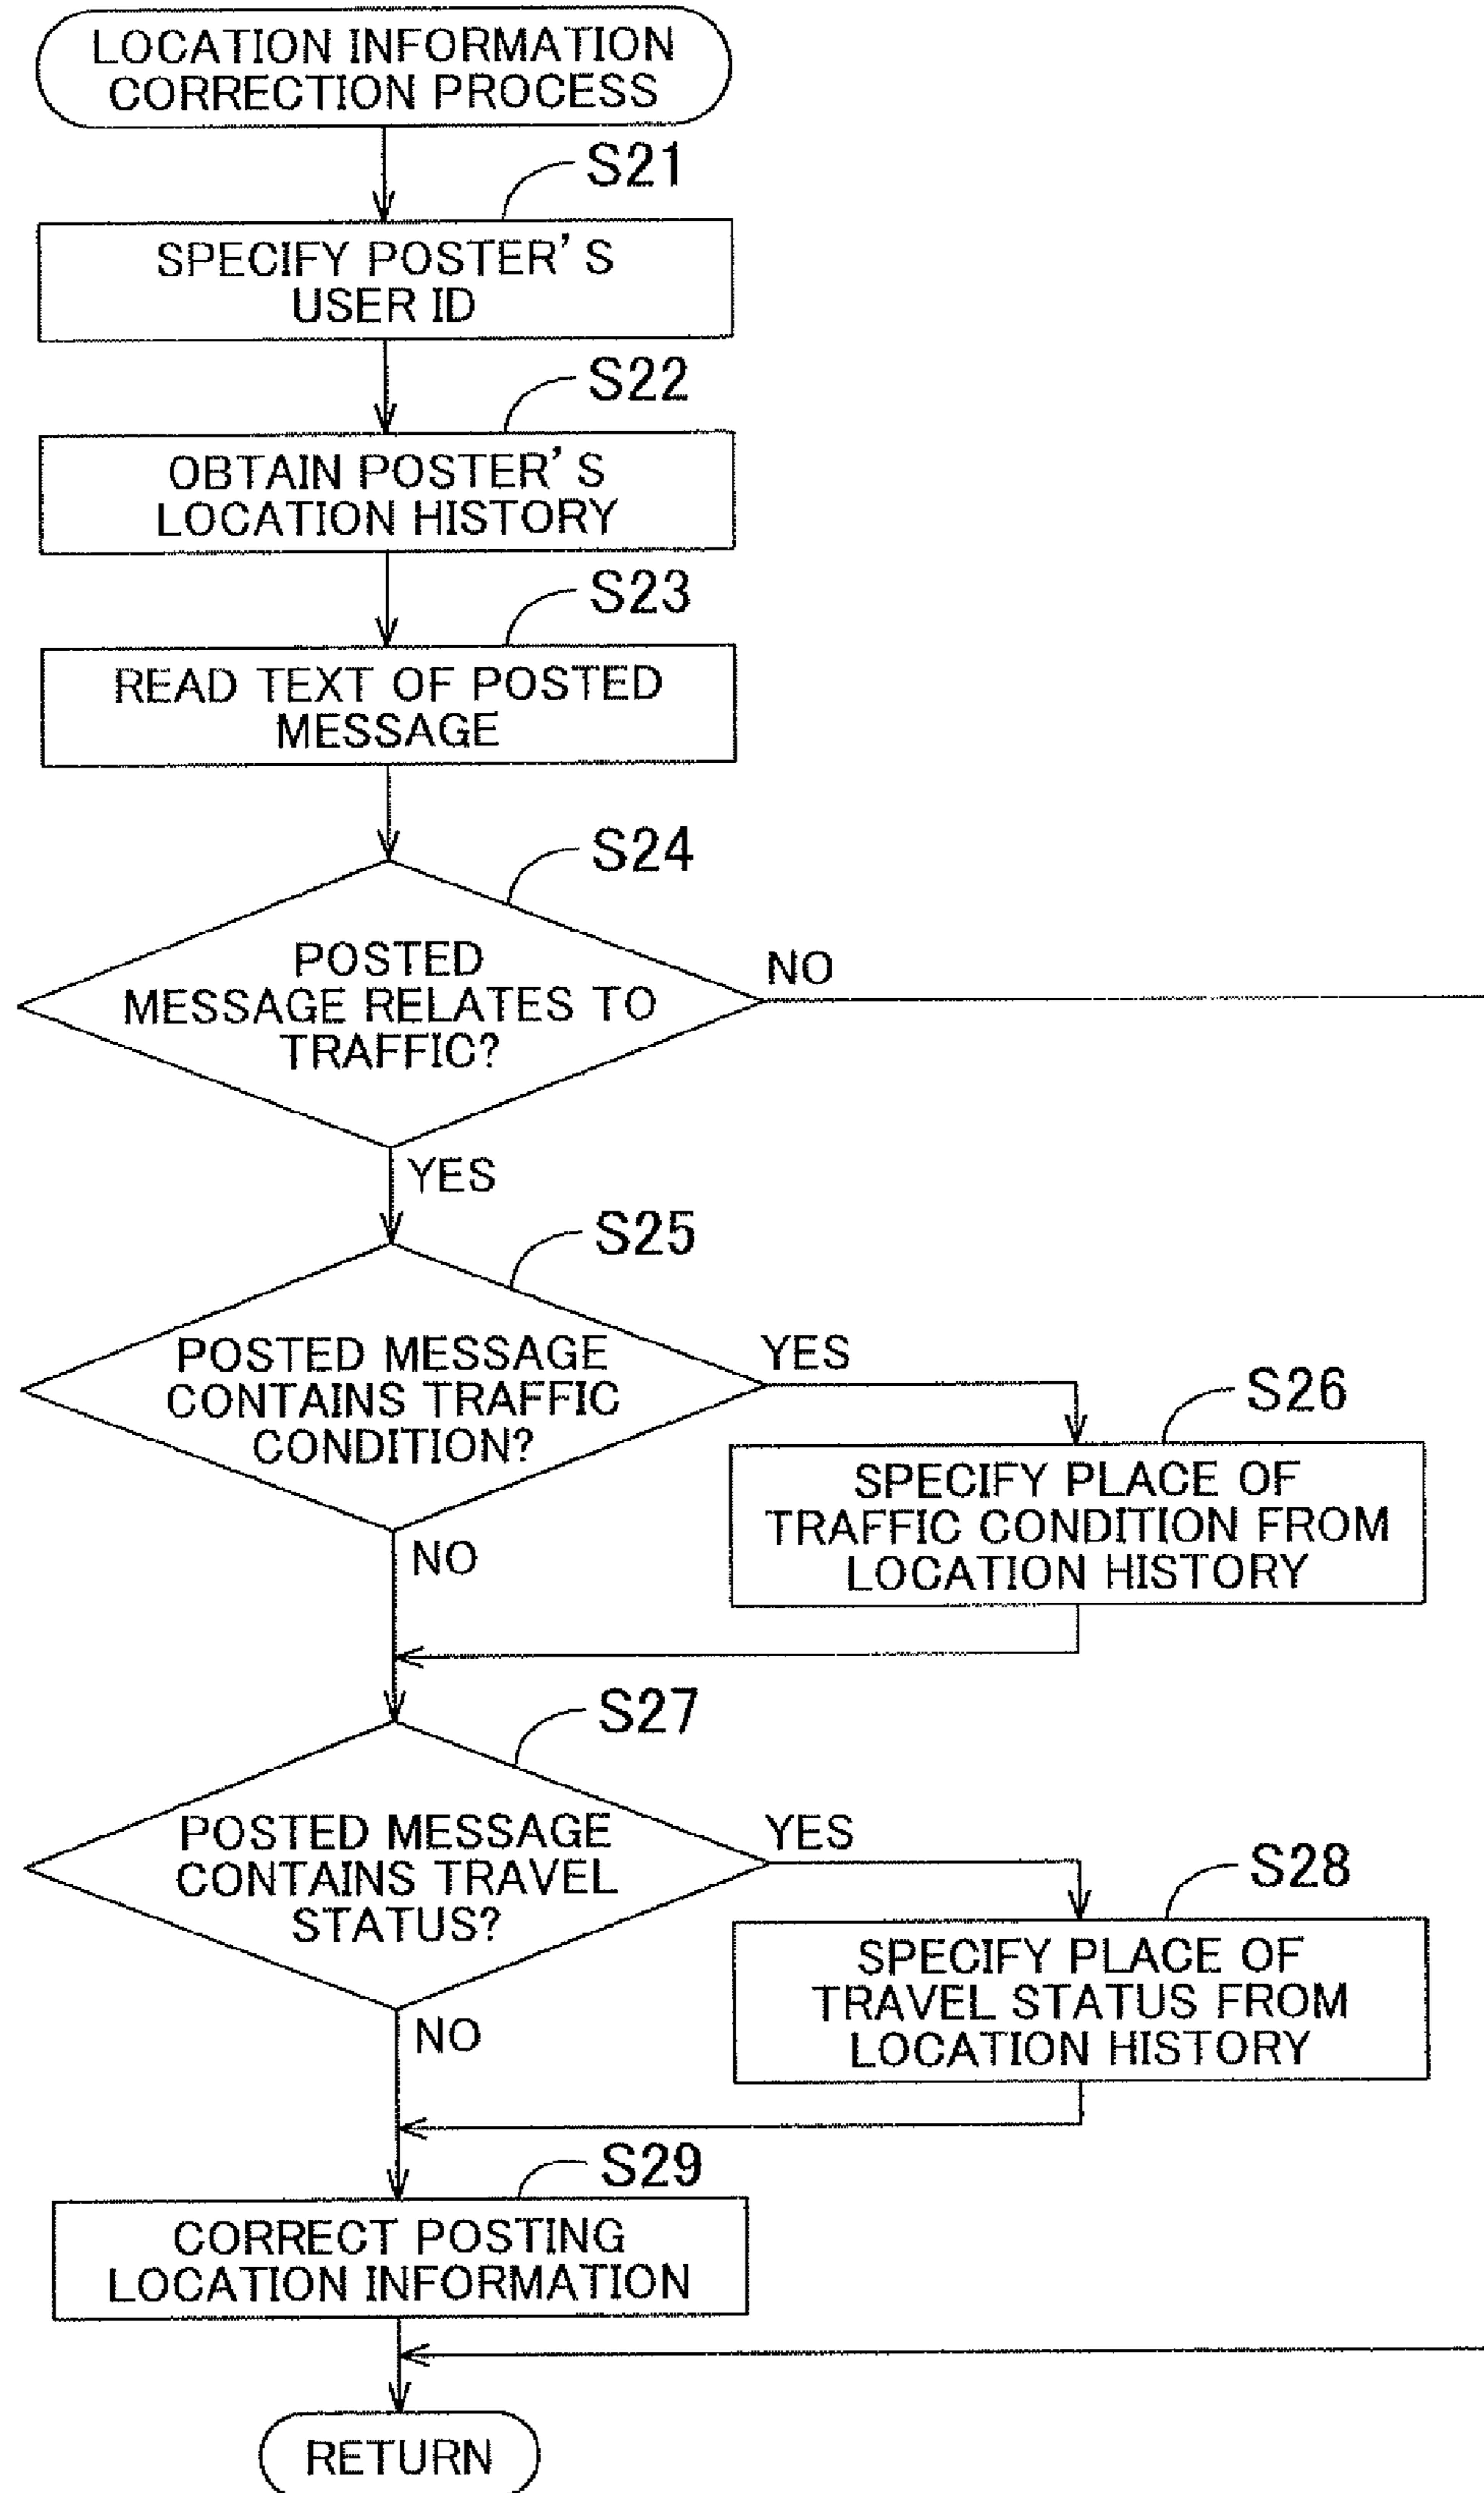 LOCATION INFORMATION
CORRECTION PROCESS
S21
SPECIFY POSTER'S
USER ID
S22
OBTAIN POSTER'S
LOCATION HISTORY
S23
READ TEXT OF POSTED
MESSAGE
S24
POSTED
MESSAGE RELATES TO
TRAFFIC?
NO
YES
S25
POSTED MESSAGE
CONTAINS TRAFFIC
CONDITION?
YES
NO
S26
SPECIFY PLACE OF
TRAFFIC CONDITION FROM
LOCATION HISTORY
S27
POSTED MESSAGE
CONTAINS TRAVEL
STATUS?
YES
NO
S28
SPECIFY PLACE OF
TRAVEL STATUS FROM
LOCATION HISTORY
S29
CORRECT POSTING
LOCATION INFORMATION
RETURN